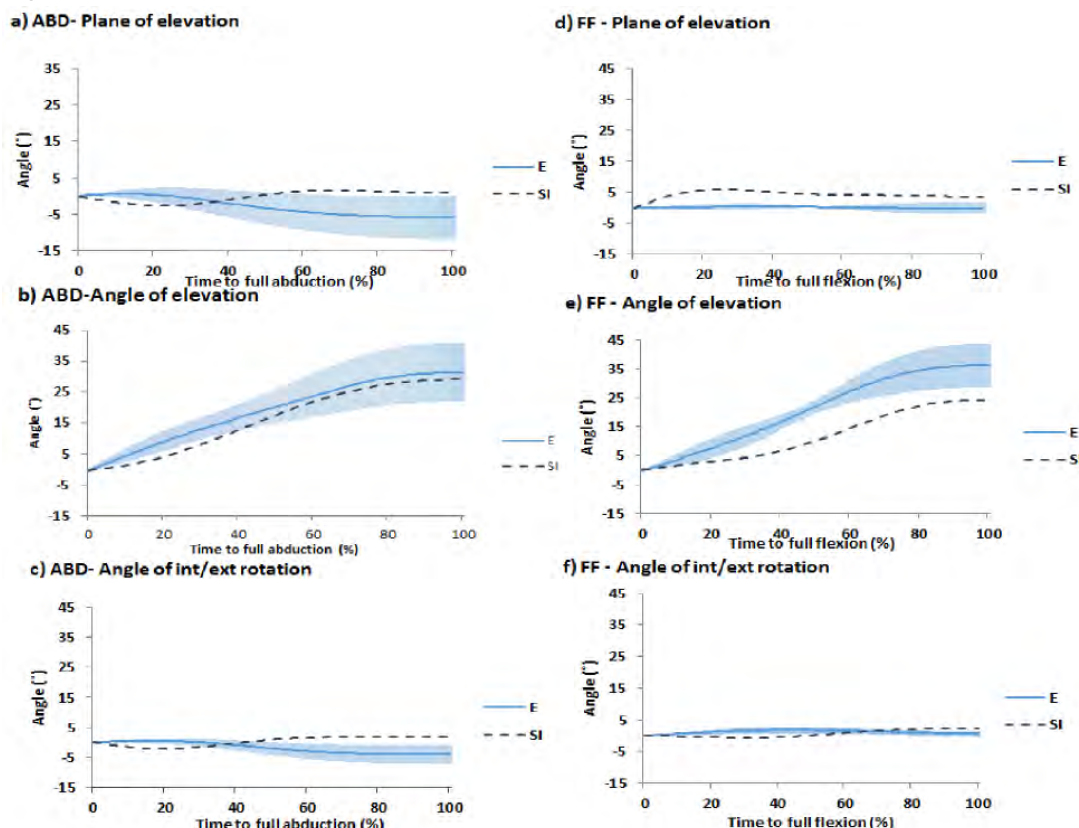 a) ABD- Plane of elevation
35
25
15
5
-5
-15
Angle (°)
0 20 40 60 80 100
Time to full abduction (%)
E
SI
b) ABD-Angle of elevation
45
35
25
15
5
-5
-15
Angle (°)
0 20 40 60 80 100
Time to full abduction (%)
E
SI
c) ABD- Angle of int/ext rotation
45
35
25
15
5
-5
-15
Angle (°)
0 20 40 60 80 100
Time to full abduction (%)
E
SI
d) FF - Plane of elevation
45
35
25
15
5
-5
-15
Angle (°)
0 20 40 60 80 100
Time to full flexion (%)
E
SI
e) FF - Angle of elevation
45
35
25
15
5
-5
-15
Angle (°)
0 20 40 60 80 100
Time to full flexion (%)
E
SI
f) FF - Angle of int/ext rotation
45
35
25
15
5
-5
-15
Angle (°)
0 20 40 60 80 100
Time to full flexion (%)
E
SI